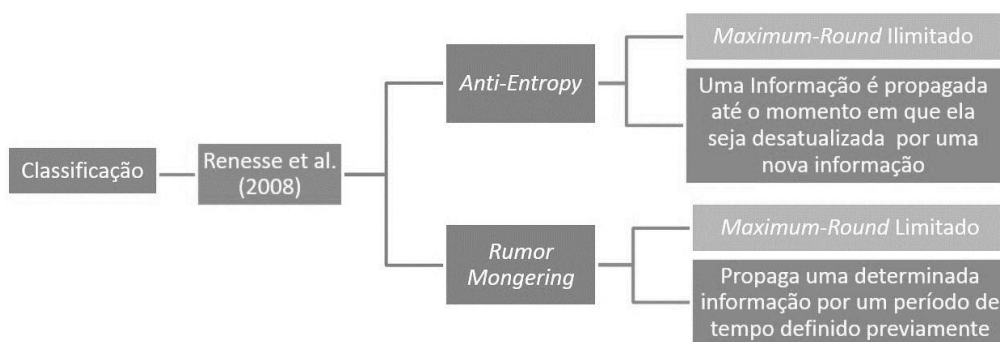 Classificação
Renesse et al.
(2008)
Anti-Entropy
Maximum-Round Ilimitado
Uma Informação é propagada
até o momento em que ela
seja desatualizada por uma
nova informação
Rumor
Mongering
Maximum-Round Limitado
Propaga uma determinada
informação por um período de
tempo definido previamente